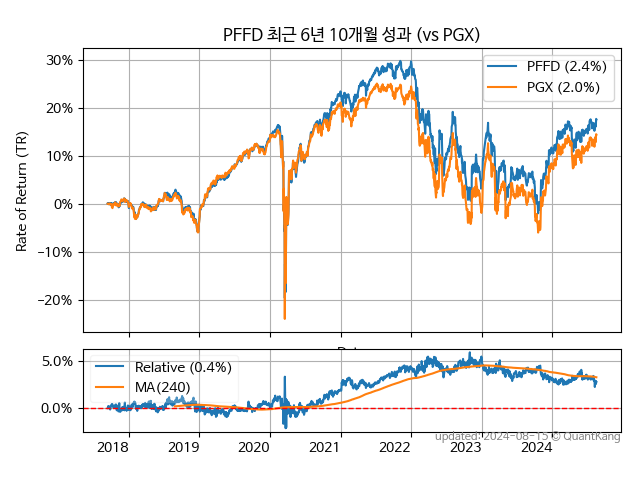 PFFD 최근 6년 10개월 성과 (vs PGX)
30%
20%
10%
0%
−10%
−20%
Rate of Return (TR)
PFFD (2.4%)
PGX (2.0%)
5.0%
0.0%
Relative (0.4%)
MA(240)
2018 2019 2020 2021 2022 2023 2024
updated: 2024-08-15 © QuantKang